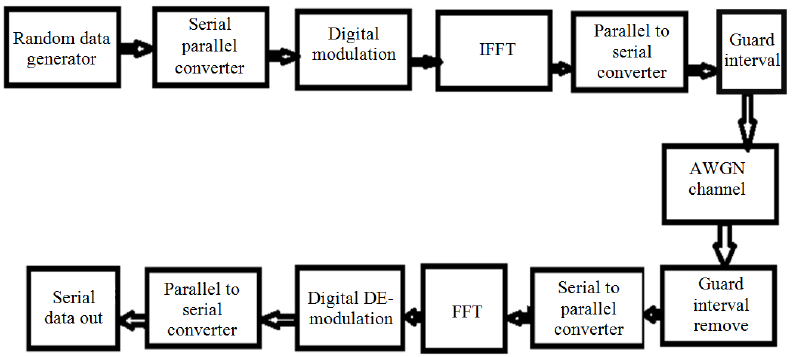 Random data
generator
Serial
parallel
converter
Digital
modulation
IFFT
Parallel to
serial
converter
Guard
interval
AWGN
channel
Guard
interval
remove
Serial to
parallel
converter
FFT
Digital DE-
modulation
Parallel to
serial
converter
Serial
data out